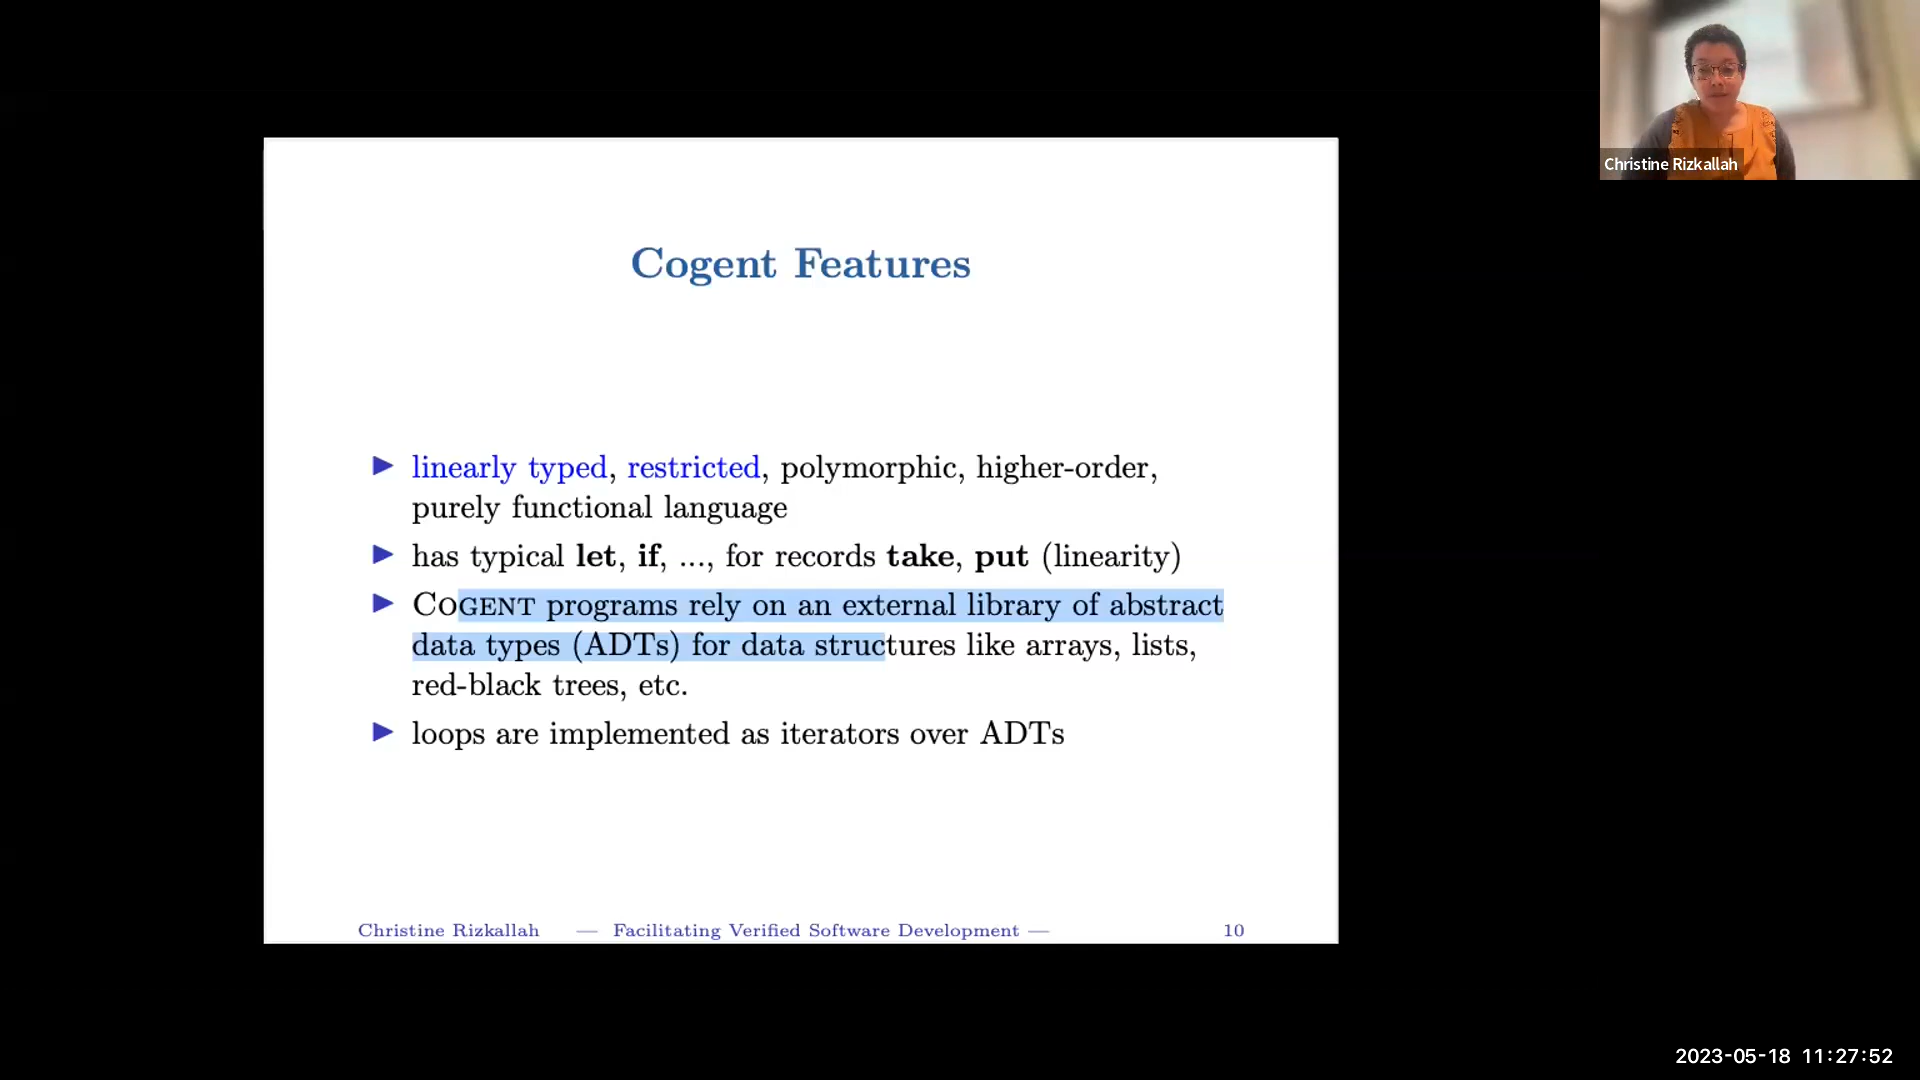 Christine Rizkallah
Cogent Features
▶ linearly typed, restricted, polymorphic, higher-order,
purely functional language
▶ has typical let, if, ..., for records take, put (linearity)
▶ COGENT programs rely on an external library of abstract
data types (ADTs) for data structures like arrays, lists,
red-black trees, etc.
▶ loops are implemented as iterators over ADTs
Christine Rizkallah — Facilitating Verified Software Development — 10
2023-05-18 11:27:52